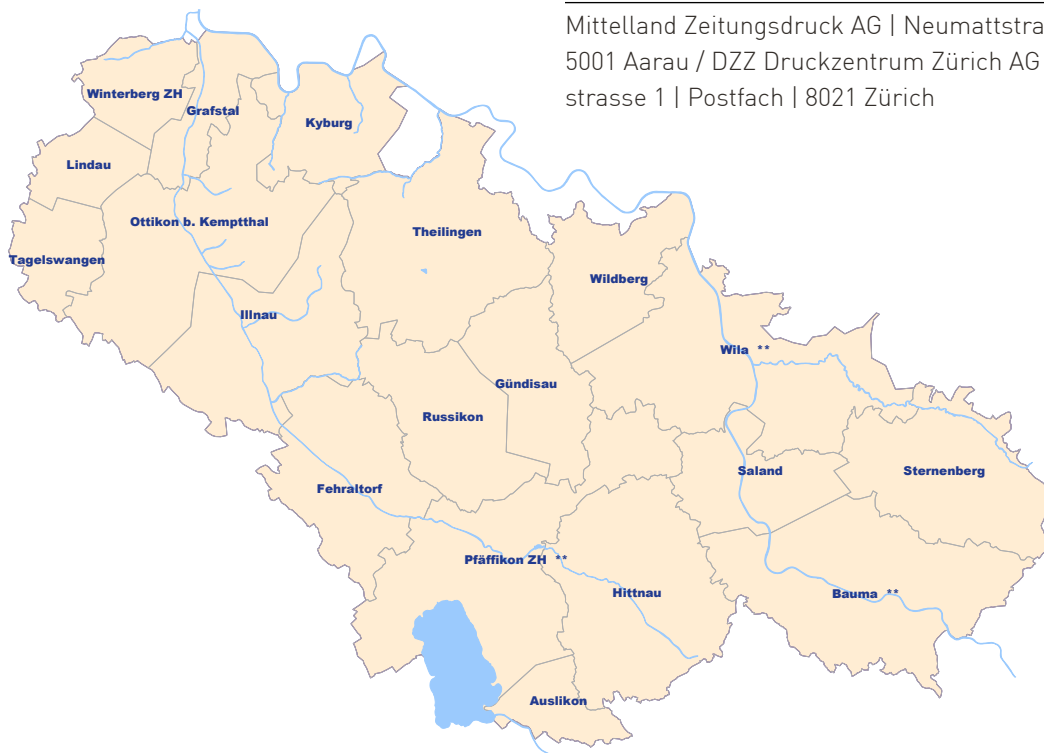 Mittelland Zeitungsdruck AG | Neumattstra
5001 Aarau / DZZ Druckzentrum Zürich AG
strasse 1 | Postfach | 8021 Zürich
Winterberg ZH
Grafstal
Kyburg
Lindau
Ottikon b. Kemptthal
Theilingen
Tagelswangen
Wildberg
Illnau
Wila **
Gündisau
Russikon
Saland
Sternenberg
Fehraltorf
Pfäffikon ZH **
Hittnau
Bauma **
Auslikon